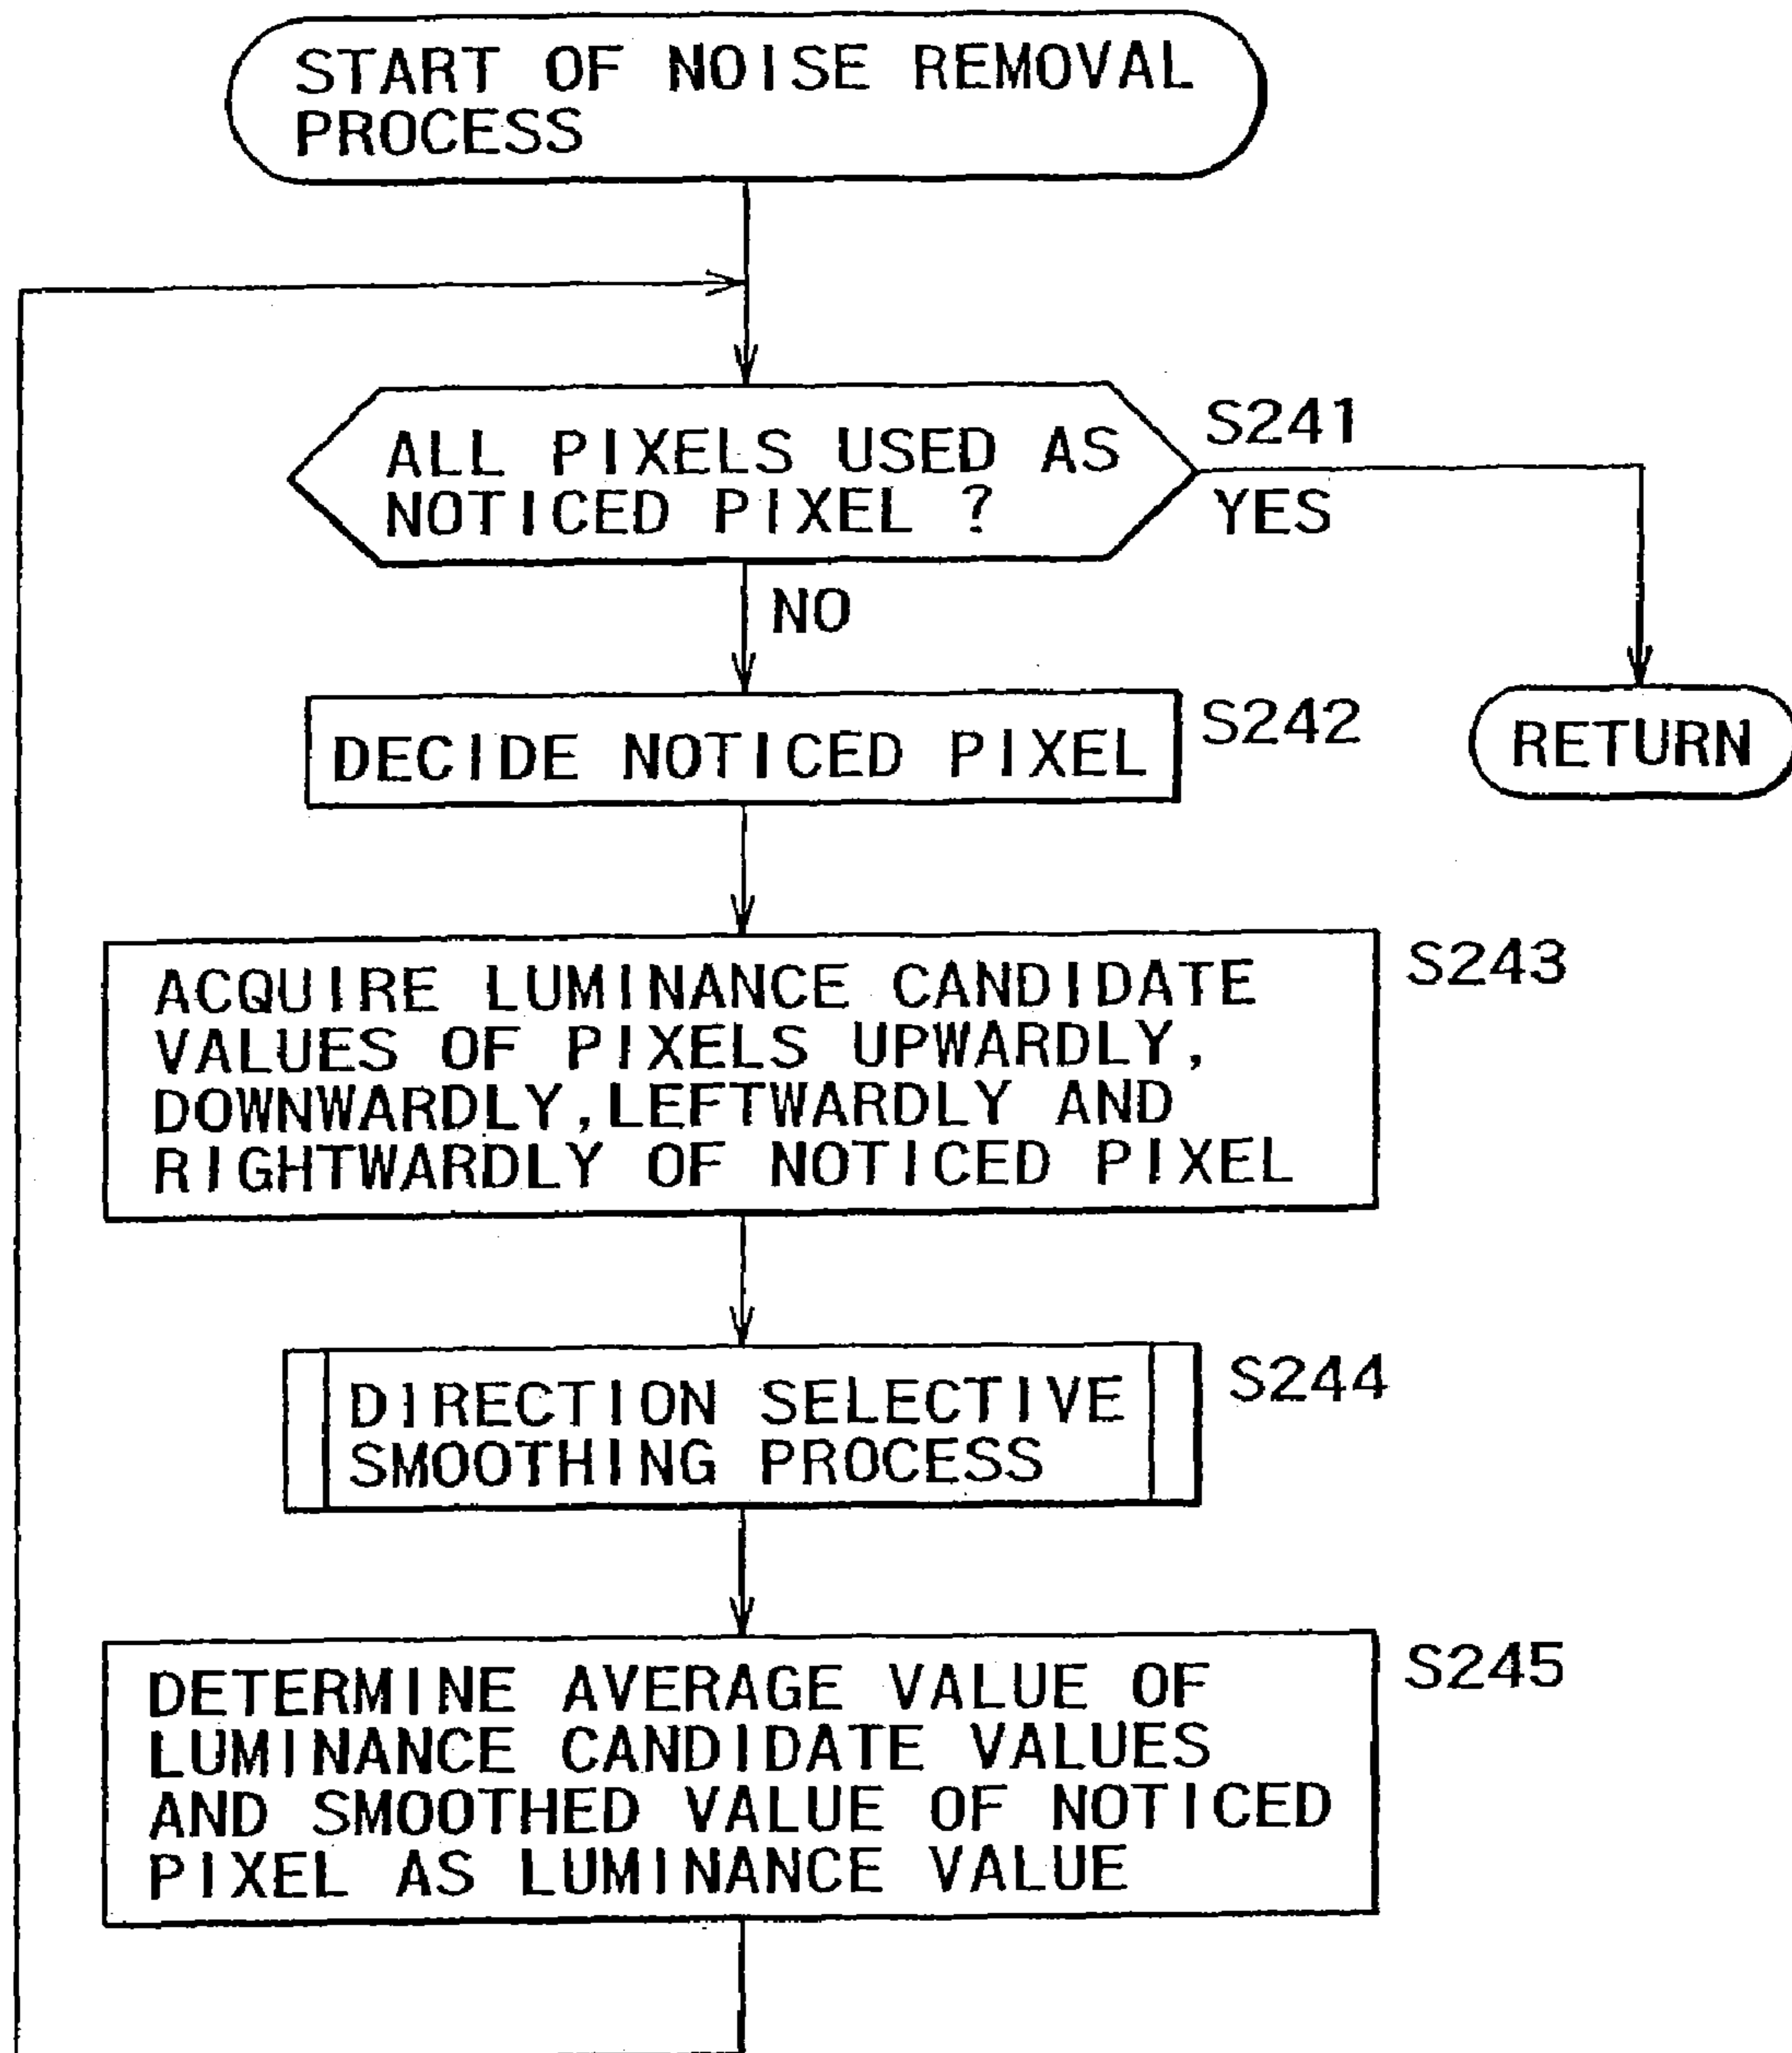 START OF NOISE REMOVAL
PROCESS
ALL PIXELS USED AS
NOTICED PIXEL ?
S241
YES
NO
DECIDE NOTICED PIXEL
S242
RETURN
ACQUIRE LUMINANCE CANDIDATE
VALUES OF PIXELS UPWARDLY,
DOWNWARDLY, LEFTWARDLY AND
RIGHTWARDLY OF NOTICED PIXEL
S243
DIRECTION SELECTIVE
SMOOTHING PROCESS
S244
DETERMINE AVERAGE VALUE OF
LUMINANCE CANDIDATE VALUES
AND SMOOTHED VALUE OF NOTICED
PIXEL AS LUMINANCE VALUE
S245